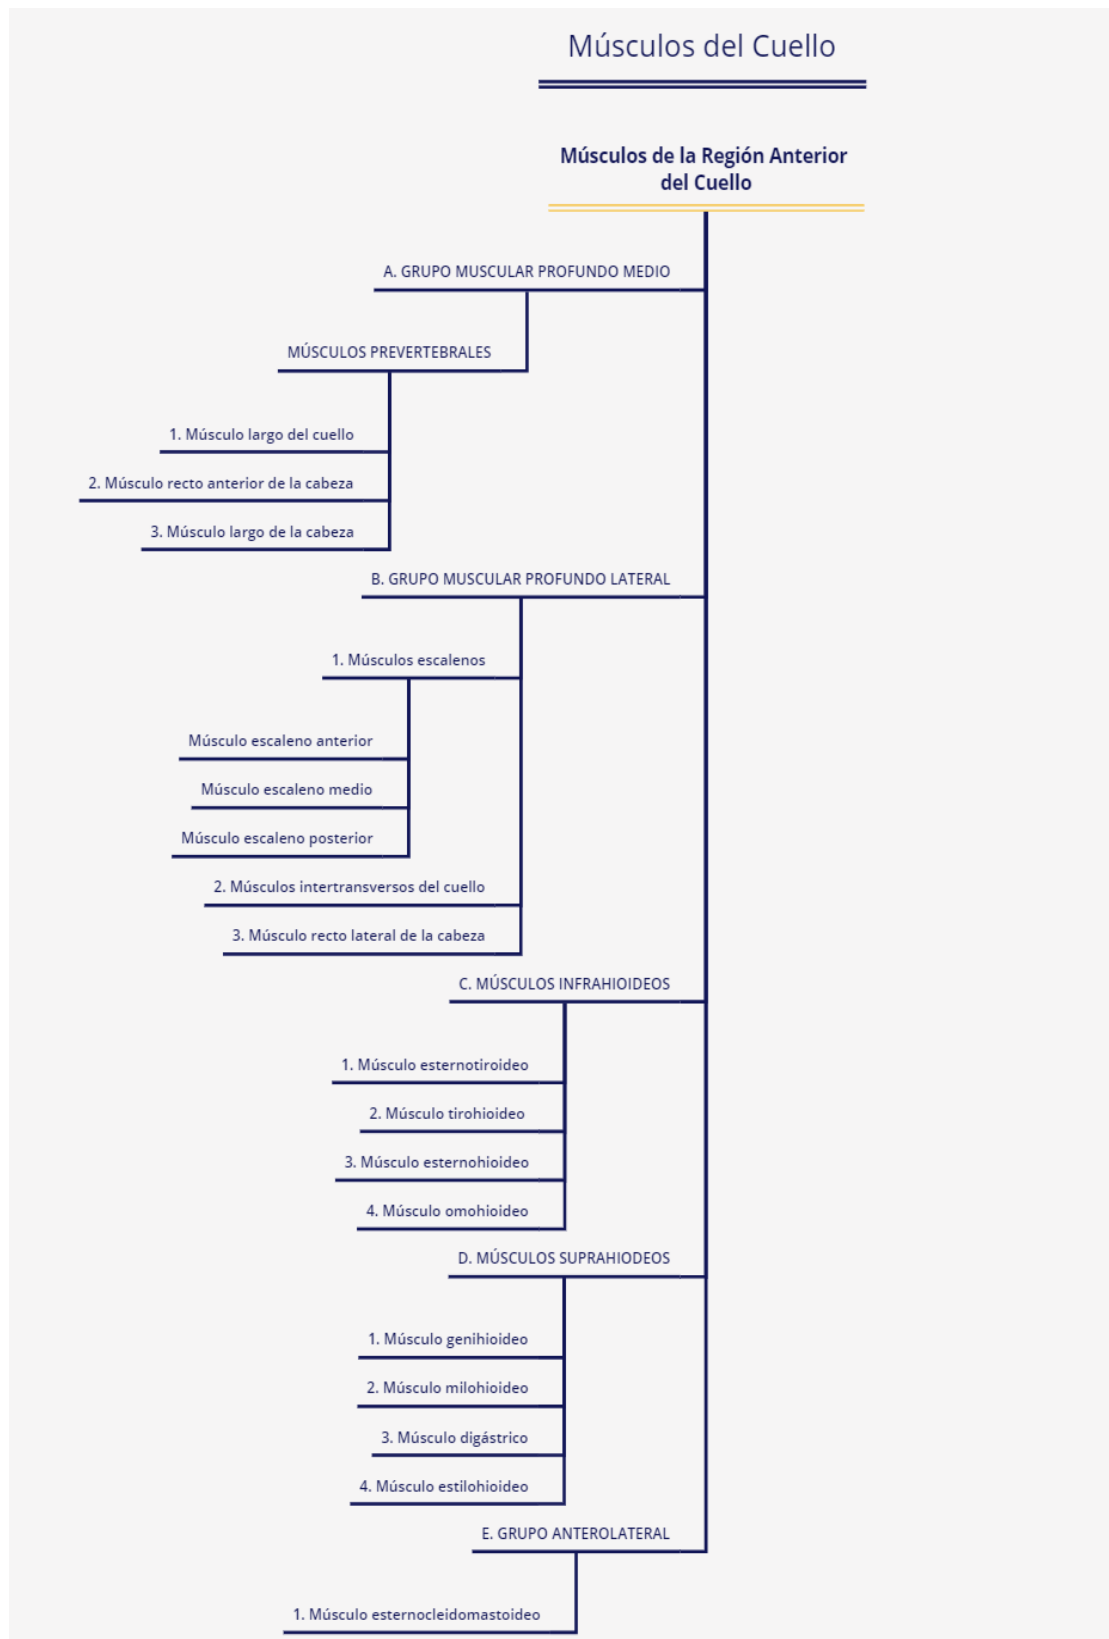 Músculos del Cuello
Músculos de la Región Anterior
del Cuello
A. GRUPO MUSCULAR PROFUNDO MEDIO
MÚSCULOS PREVERTEBRALES
1. Músculo largo del cuello
2. Músculo recto anterior de la cabeza
3. Músculo largo de la cabeza
B. GRUPO MUSCULAR PROFUNDO LATERAL
1. Músculos escalenos
Músculo escaleno anterior
Músculo escaleno medio
Músculo escaleno posterior
2. Músculos intertransversos del cuello
3. Músculo recto lateral de la cabeza
C. MÚSCULOS INFRAHIOIDEOS
1. Músculo esternotiroideo
2. Músculo tirohioideo
3. Músculo esternohioideo
4. Músculo omohioideo
D. MÚSCULOS SUPRAHIODEOS
1. Músculo genihioideo
2. Músculo milohioideo
3. Músculo digástrico
4. Músculo estilohioideo
E. GRUPO ANTEROLATERAL
1. Músculo esternocleidomastoideo